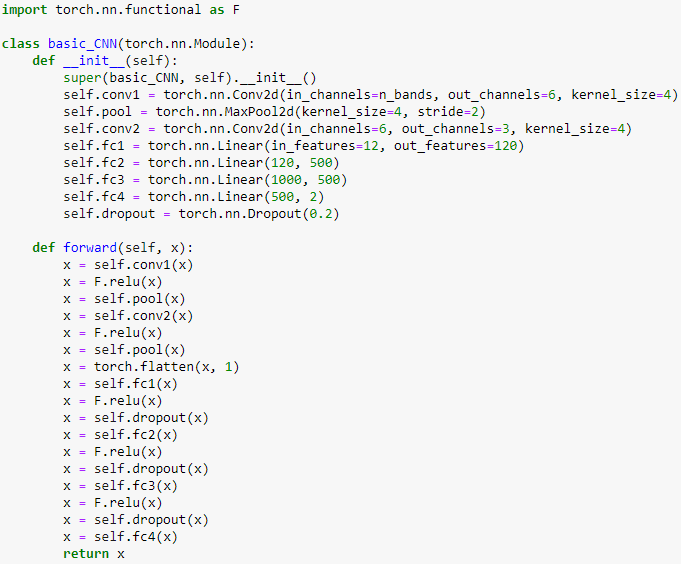 import torch.nn.functional as F

class basic_CNN(torch.nn.Module):
    def __init__(self):
        super(basic_CNN, self).__init__()
        self.conv1 = torch.nn.Conv2d(in_channels=n_bands, out_channels=6, kernel_size=4)
        self.pool = torch.nn.MaxPool2d(kernel_size=4, stride=2)
        self.conv2 = torch.nn.Conv2d(in_channels=6, out_channels=3, kernel_size=4)
        self.fc1 = torch.nn.Linear(in_features=12, out_features=120)
        self.fc2 = torch.nn.Linear(120, 500)
        self.fc3 = torch.nn.Linear(1000, 500)
        self.fc4 = torch.nn.Linear(500, 2)
        self.dropout = torch.nn.Dropout(0.2)

    def forward(self, x):
        x = self.conv1(x)
        x = F.relu(x)
        x = self.pool(x)
        x = self.conv2(x)
        x = F.relu(x)
        x = self.pool(x)
        x = torch.flatten(x, 1)
        x = self.fc1(x)
        x = F.relu(x)
        x = self.dropout(x)
        x = self.fc2(x)
        x = F.relu(x)
        x = self.dropout(x)
        x = self.fc3(x)
        x = F.relu(x)
        x = self.dropout(x)
        x = self.fc4(x)
        return x